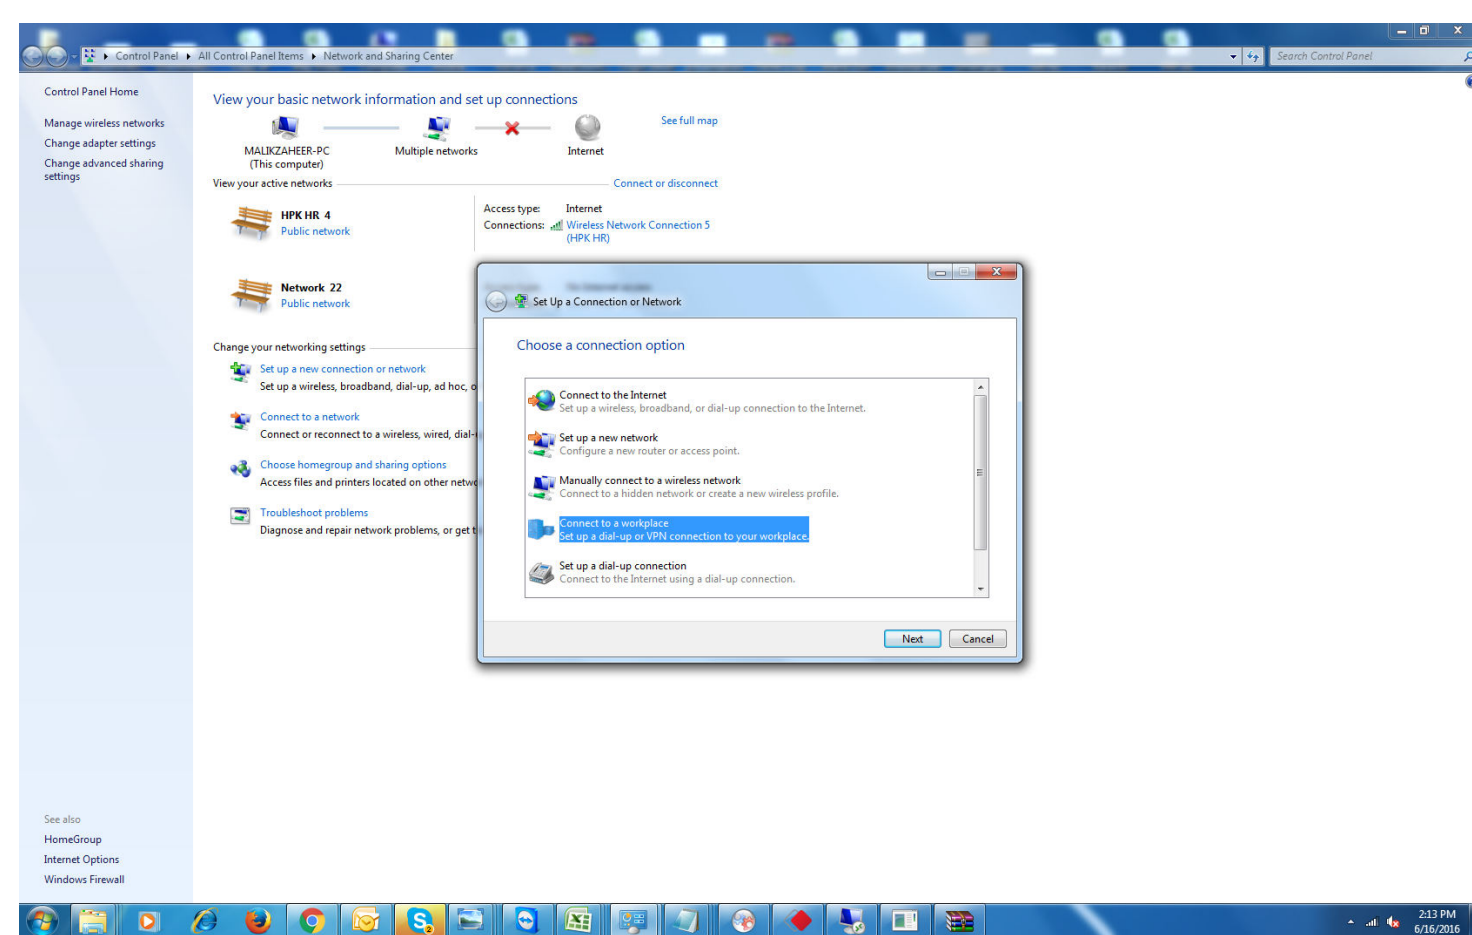 Control Panel ▸ All Control Panel Items ▸ Network and Sharing Center
Search Control Panel
Control Panel Home
Manage wireless networks
Change adapter settings
Change advanced sharing
settings
View your basic network information and set up connections
See full map
MALIKZAHEER-PC
(This computer)
Multiple networks
Internet
View your active networks
Connect or disconnect
HPK HR 4
Public network
Access type: Internet
Connections: Wireless Network Connection 5
(HPK HR)
Network 22
Public network
Change your networking settings
Set up a new connection or network
Set up a wireless, broadband, dial-up, ad hoc, o
Connect to a network
Connect or reconnect to a wireless, wired, dial-
Choose homegroup and sharing options
Access files and printers located on other netwo
Troubleshoot problems
Diagnose and repair network problems, or get t
Set Up a Connection or Network
Choose a connection option
Connect to the Internet
Set up a wireless, broadband, or dial-up connection to the Internet.
Set up a new network
Configure a new router or access point.
Manually connect to a wireless network
Connect to a hidden network or create a new wireless profile.
Connect to a workplace
Set up a dial-up or VPN connection to your workplace.
Set up a dial-up connection
Connect to the Internet using a dial-up connection.
Next Cancel
See also
HomeGroup
Internet Options
Windows Firewall
2:13 PM
6/16/2016